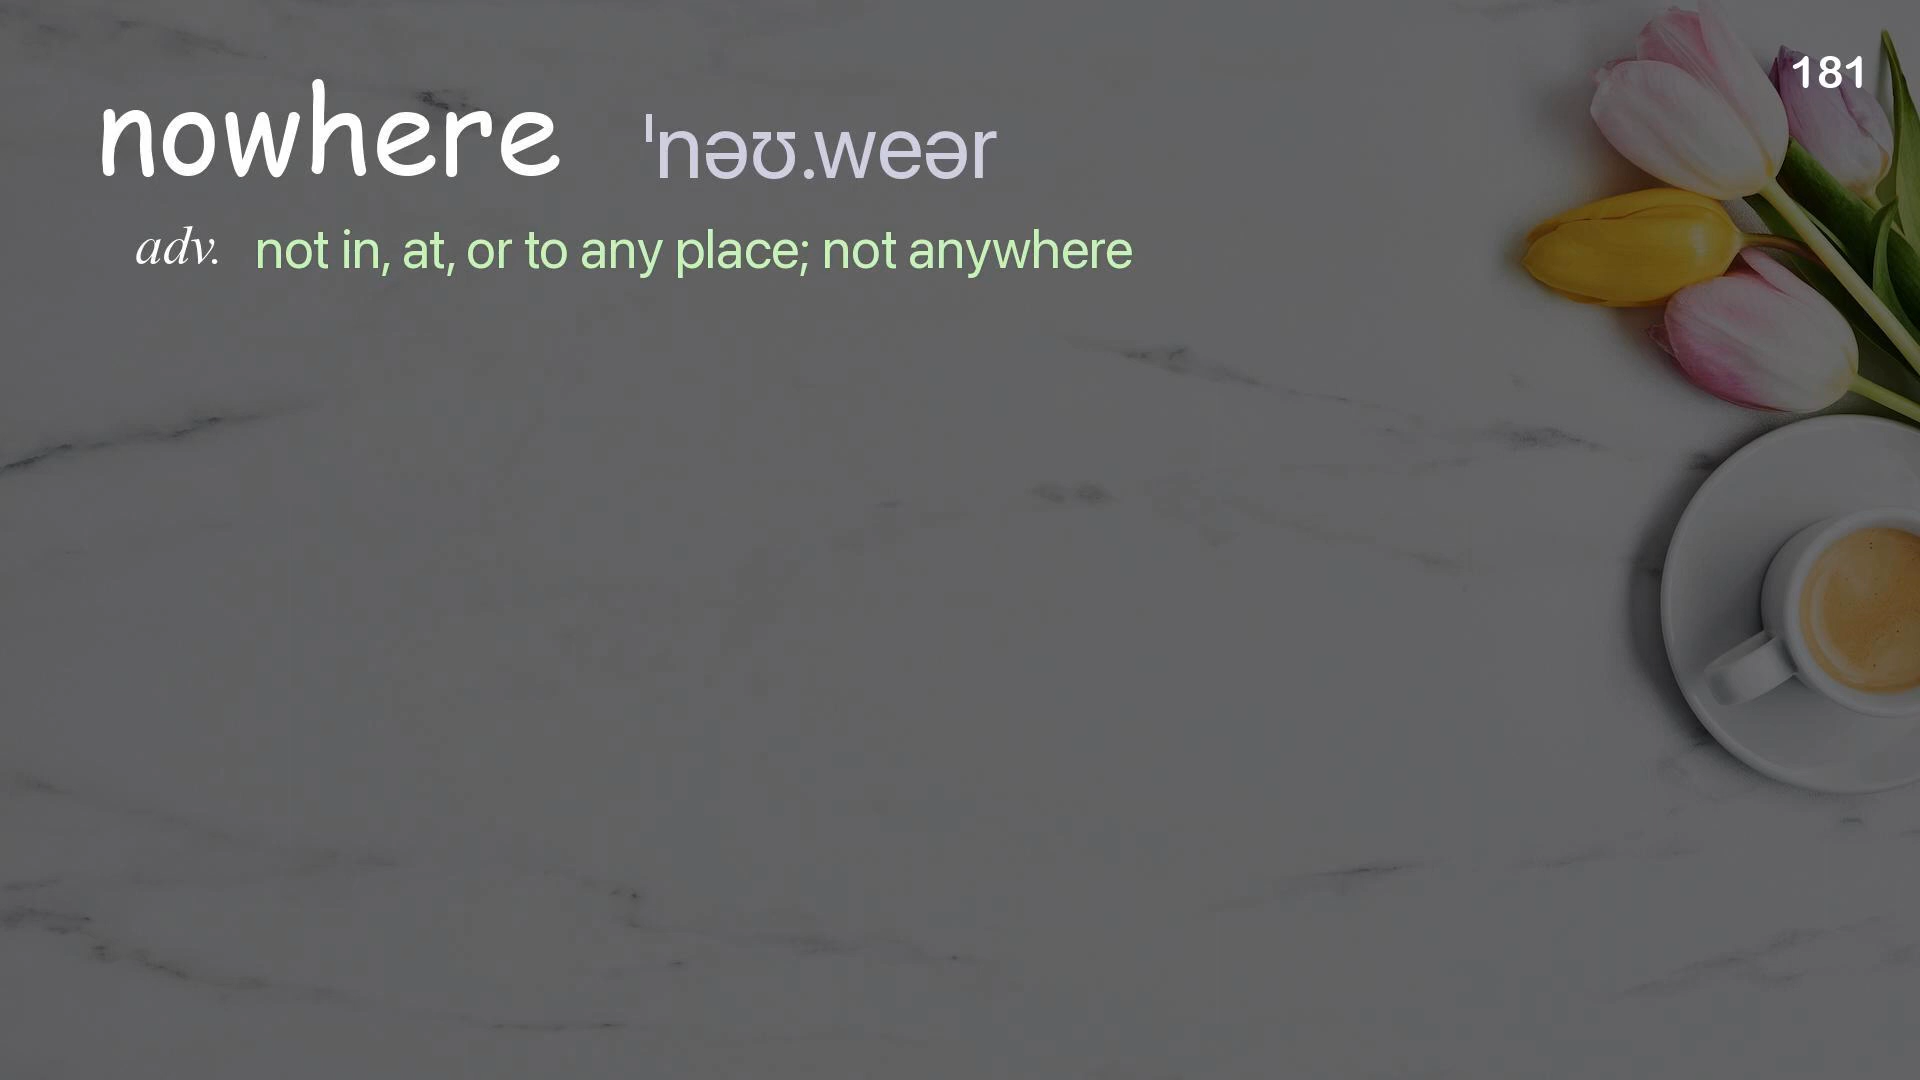 181
nowhere ˈnəʊ.weər
adv. not in, at, or to any place; not anywhere